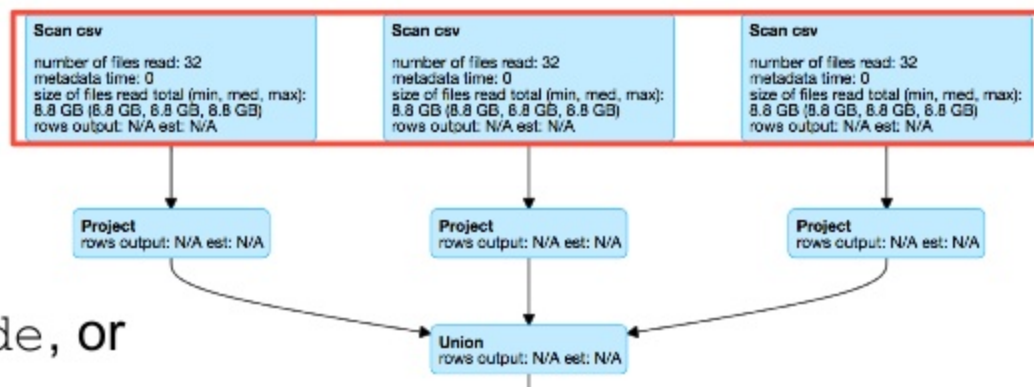 Scan csv
number of files read: 32
metadata time: 0
size of files read total (min, med, max):
8.8 GB (8.8 GB, 8.8 GB, 8.8 GB)
rows output: N/A est: N/A
Scan csv
number of files read: 32
metadata time: 0
size of files read total (min, med, max):
8.8 GB (8.8 GB, 8.8 GB, 8.8 GB)
rows output: N/A est: N/A
Scan csv
number of files read: 32
metadata time: 0
size of files read total (min, med, max):
8.8 GB (8.8 GB, 8.8 GB, 8.8 GB)
rows output: N/A est: N/A
Project
rows output: N/A est: N/A
Project
rows output: N/A est: N/A
Project
rows output: N/A est: N/A
de, or
Union
rows output: N/A est: N/A